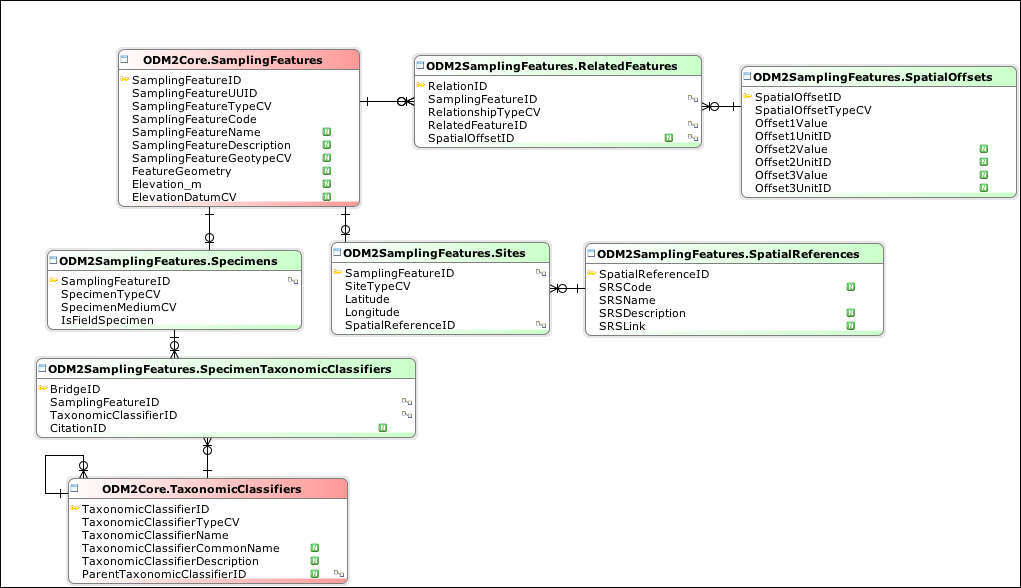 ODM2Core.SamplingFeatures
SamplingFeatureID
SamplingFeatureUUID
SamplingFeatureTypeCV
SamplingFeatureCode
SamplingFeatureName N
SamplingFeatureDescription N
SamplingFeatureGeotypeCV N
FeatureGeometry N
Elevation_m N
ElevationDatumCV N
ODM2SamplingFeatures.RelatedFeatures
RelationID
SamplingFeatureID
RelationshipTypeCV
RelatedFeatureID
SpatialOffsetID N
ODM2SamplingFeatures.SpatialOffsets
SpatialOffsetID
SpatialOffsetTypeCV
Offset1Value
Offset1UnitID
Offset2Value N
Offset2UnitID N
Offset3Value N
Offset3UnitID N
ODM2SamplingFeatures.Specimens
SamplingFeatureID
SpecimenTypeCV
SpecimenMediumCV
IsFieldSpecimen
ODM2SamplingFeatures.Sites
SamplingFeatureID
SiteTypeCV
Latitude
Longitude
SpatialReferenceID
ODM2SamplingFeatures.SpatialReferences
SpatialReferenceID
SRSCode N
SRSName
SRSDescription N
SRSLink N
ODM2SamplingFeatures.SpecimenTaxonomicClassifiers
BridgeID
SamplingFeatureID
TaxonomicClassifierID
CitationID N
ODM2Core.TaxonomicClassifiers
TaxonomicClassifierID
TaxonomicClassifierTypeCV
TaxonomicClassifierName
TaxonomicClassifierCommonName N
TaxonomicClassifierDescription N
ParentTaxonomicClassifierID N